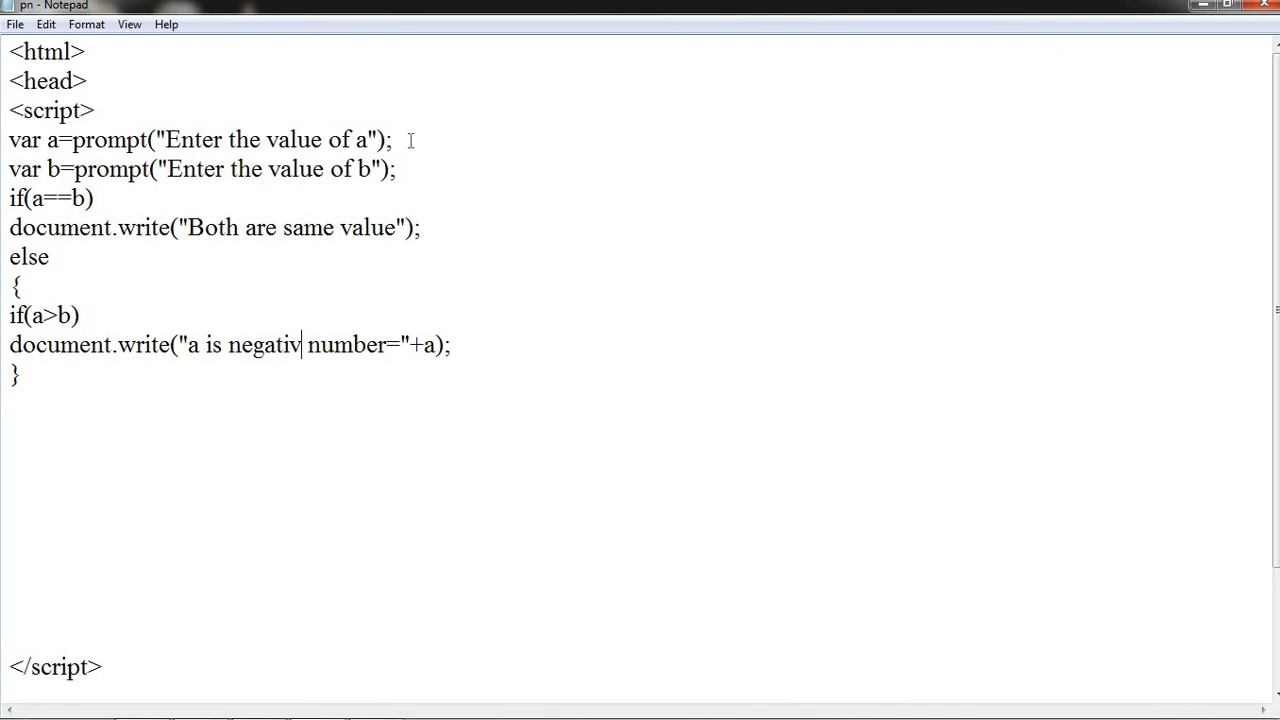 pn - Notepad
File Edit Format View Help
<html>
<head>
<script>
var a=prompt("Enter the value of a");
var b=prompt("Enter the value of b");
if(a==b)
document.write("Both are same value");
else
{
if(a>b)
document.write("a is negativ number="+a);
}
</script>